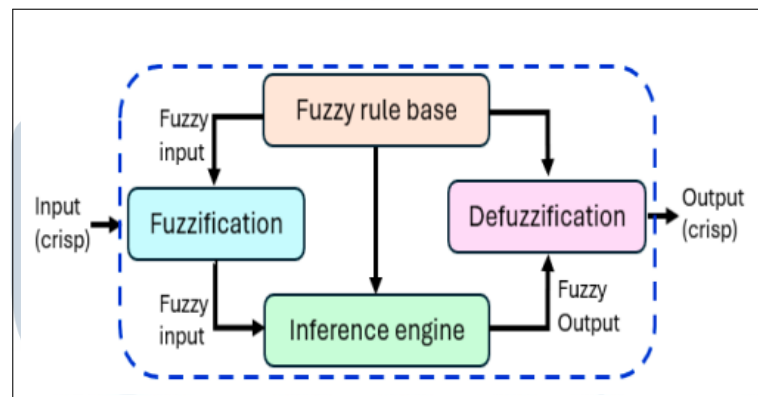 Fuzzy rule base
Fuzzy
input
Input
(crisp)
Fuzzification
Defuzzification
Output
(crisp)
Fuzzy
input
Inference engine
Fuzzy
Output